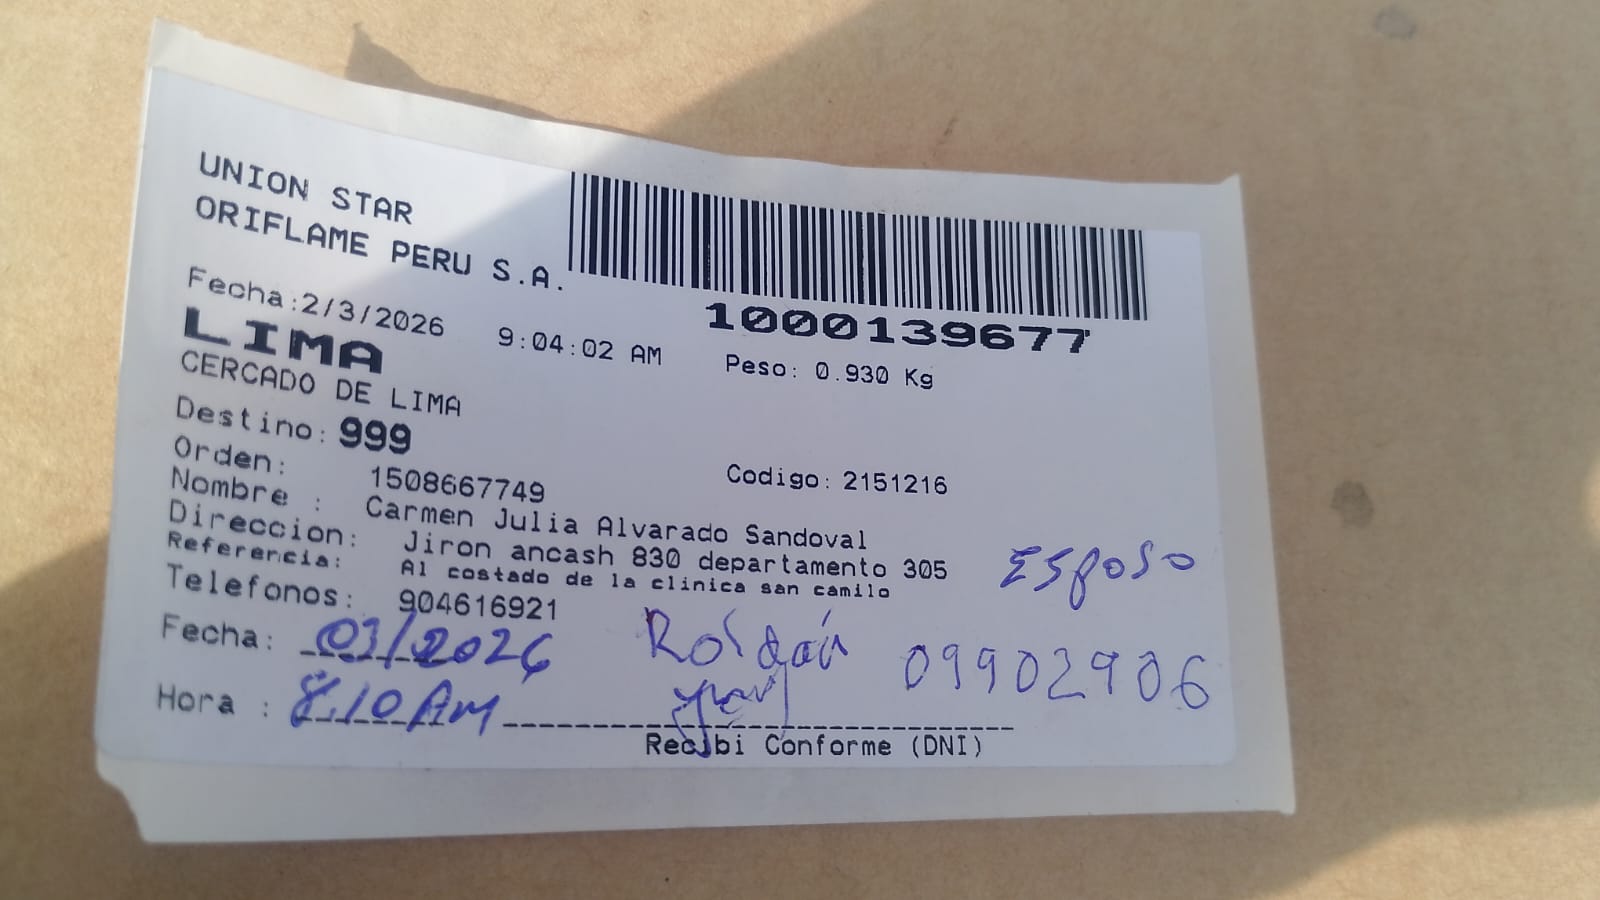 UNION STAR
ORIFLAME PERU S.A.
1000139677
Fecha:2/3/2026 9:04:02 AM Peso: 0.930 Kg
LIMA
CERCADO DE LIMA
Destino: 999
Orden: 1508667749 Codigo: 2151216
Nombre : Carmen Julia Alvarado Sandoval
Direccion: Jiron ancash 830 departamento 305
Referencia: Al costado de la clinica san camilo
Esposo
Telefonos: 904616921
Fecha: 03/2026 Roldán 09902906
Hora : 8:10 AM
Recibi Conforme (DNI)